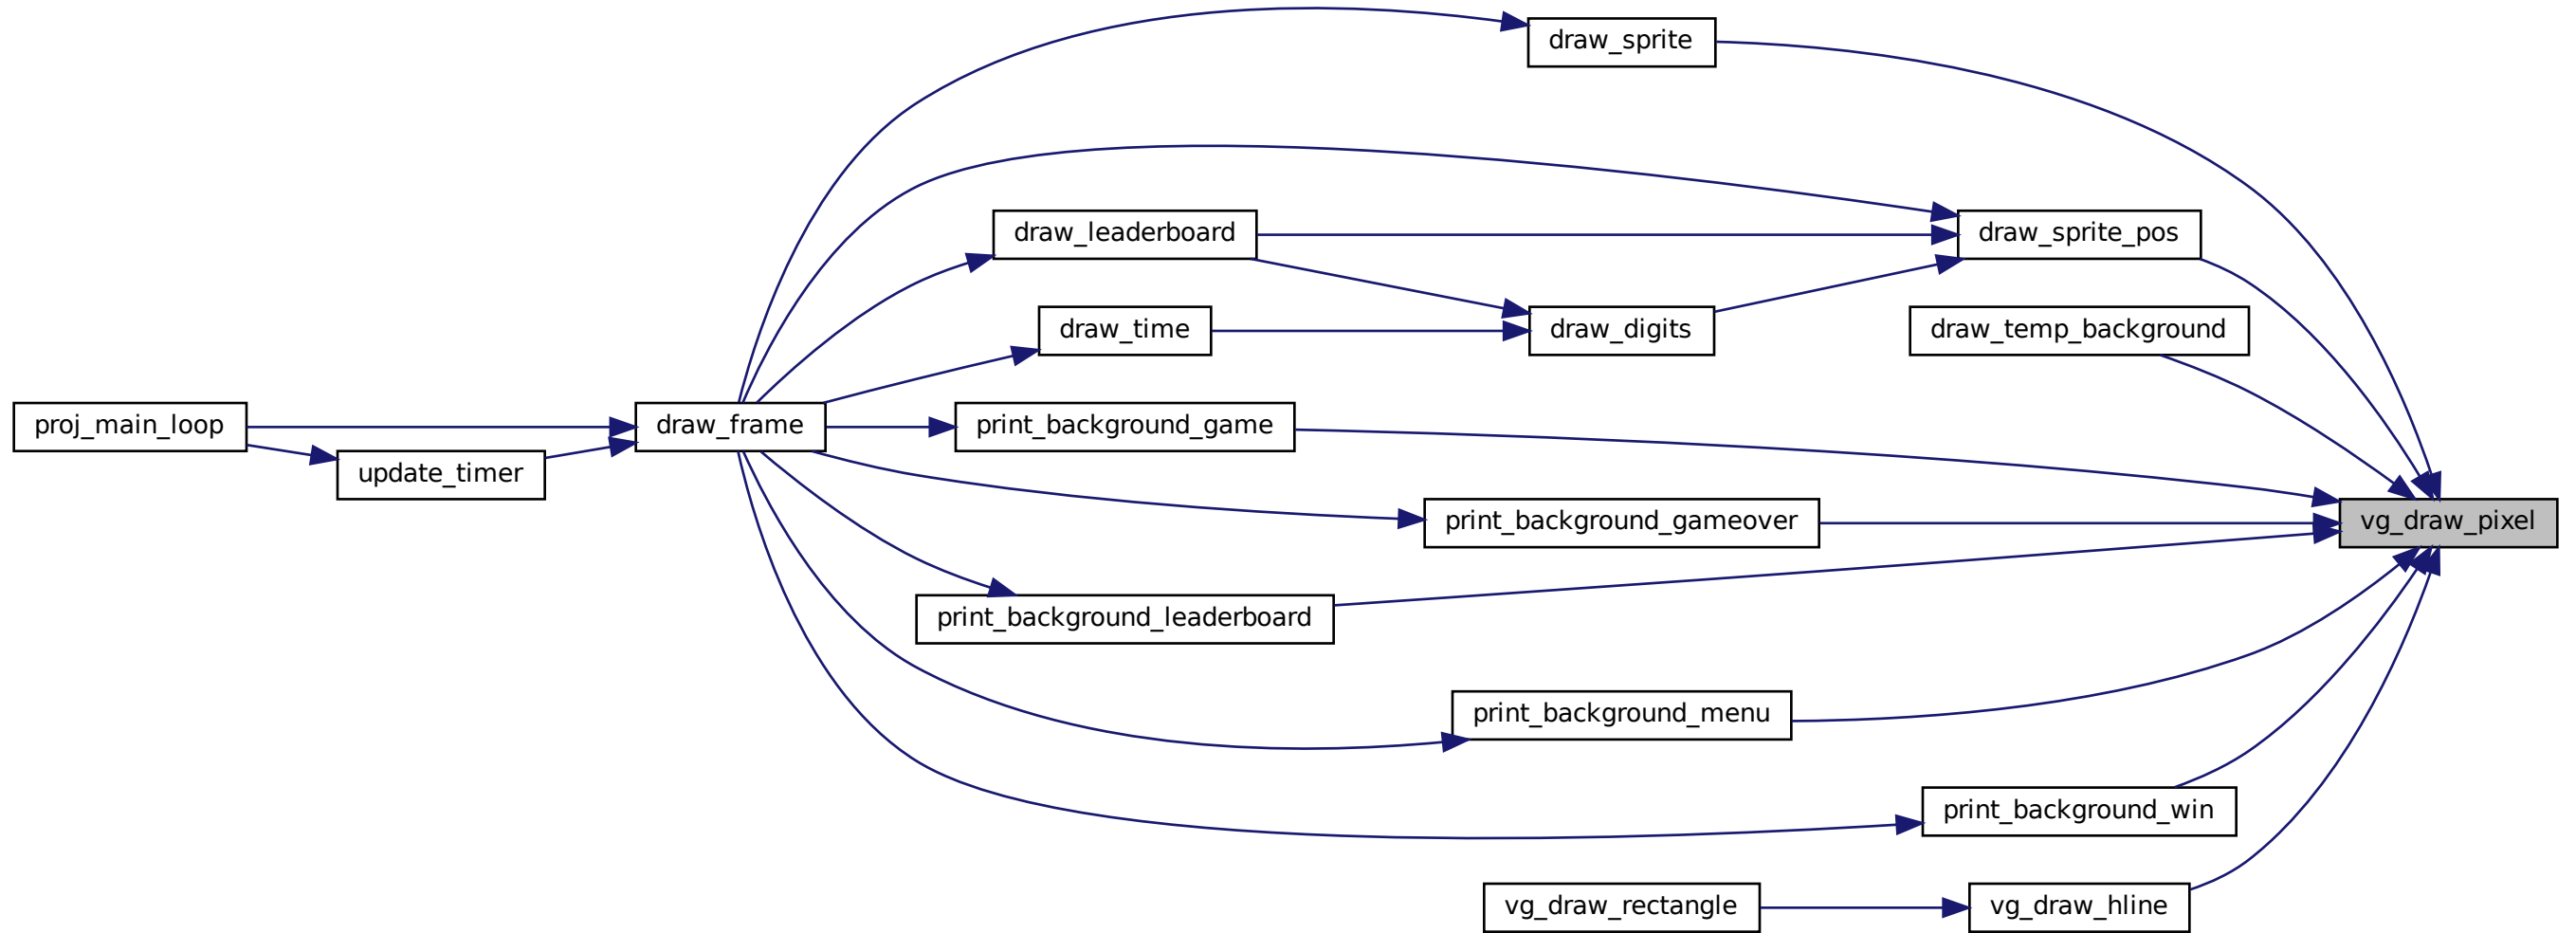 draw_sprite
draw_leaderboard
draw_sprite_pos
draw_time
draw_digits
draw_temp_background
proj_main_loop
draw_frame
print_background_game
update_timer
print_background_gameover
vg_draw_pixel
print_background_leaderboard
print_background_menu
print_background_win
vg_draw_rectangle
vg_draw_hline